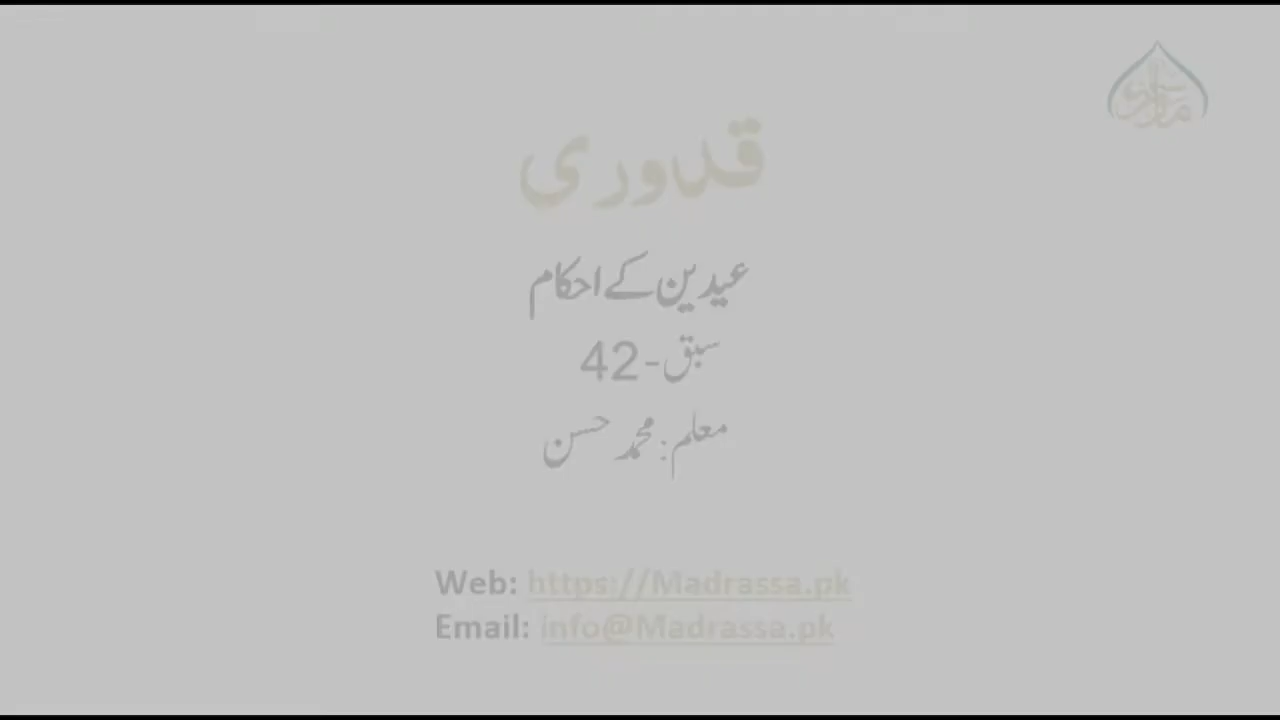 قدوری
عیدین کے احکام
سبق-42
معلم: محمد حسن
Web: https://Madrassa.pk
Email: info@Madrassa.pk